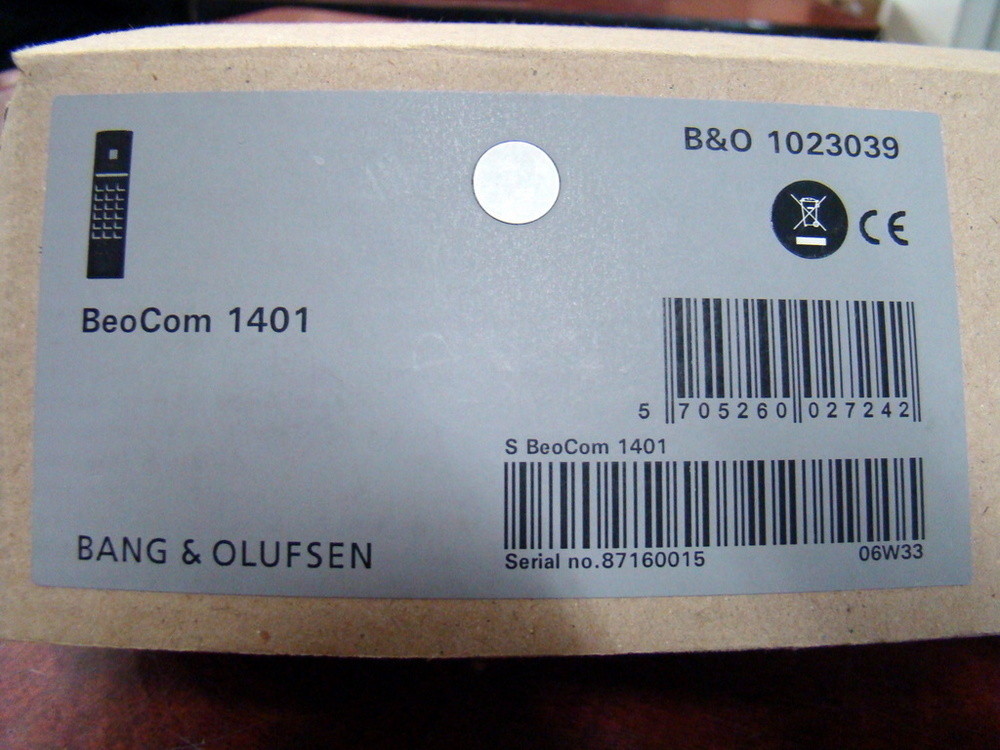 B&O 1023039
CE
BeoCom 1401
5 705260 027242
S BeoCom 1401
Serial no.87160015 06W33
BANG & OLUFSEN